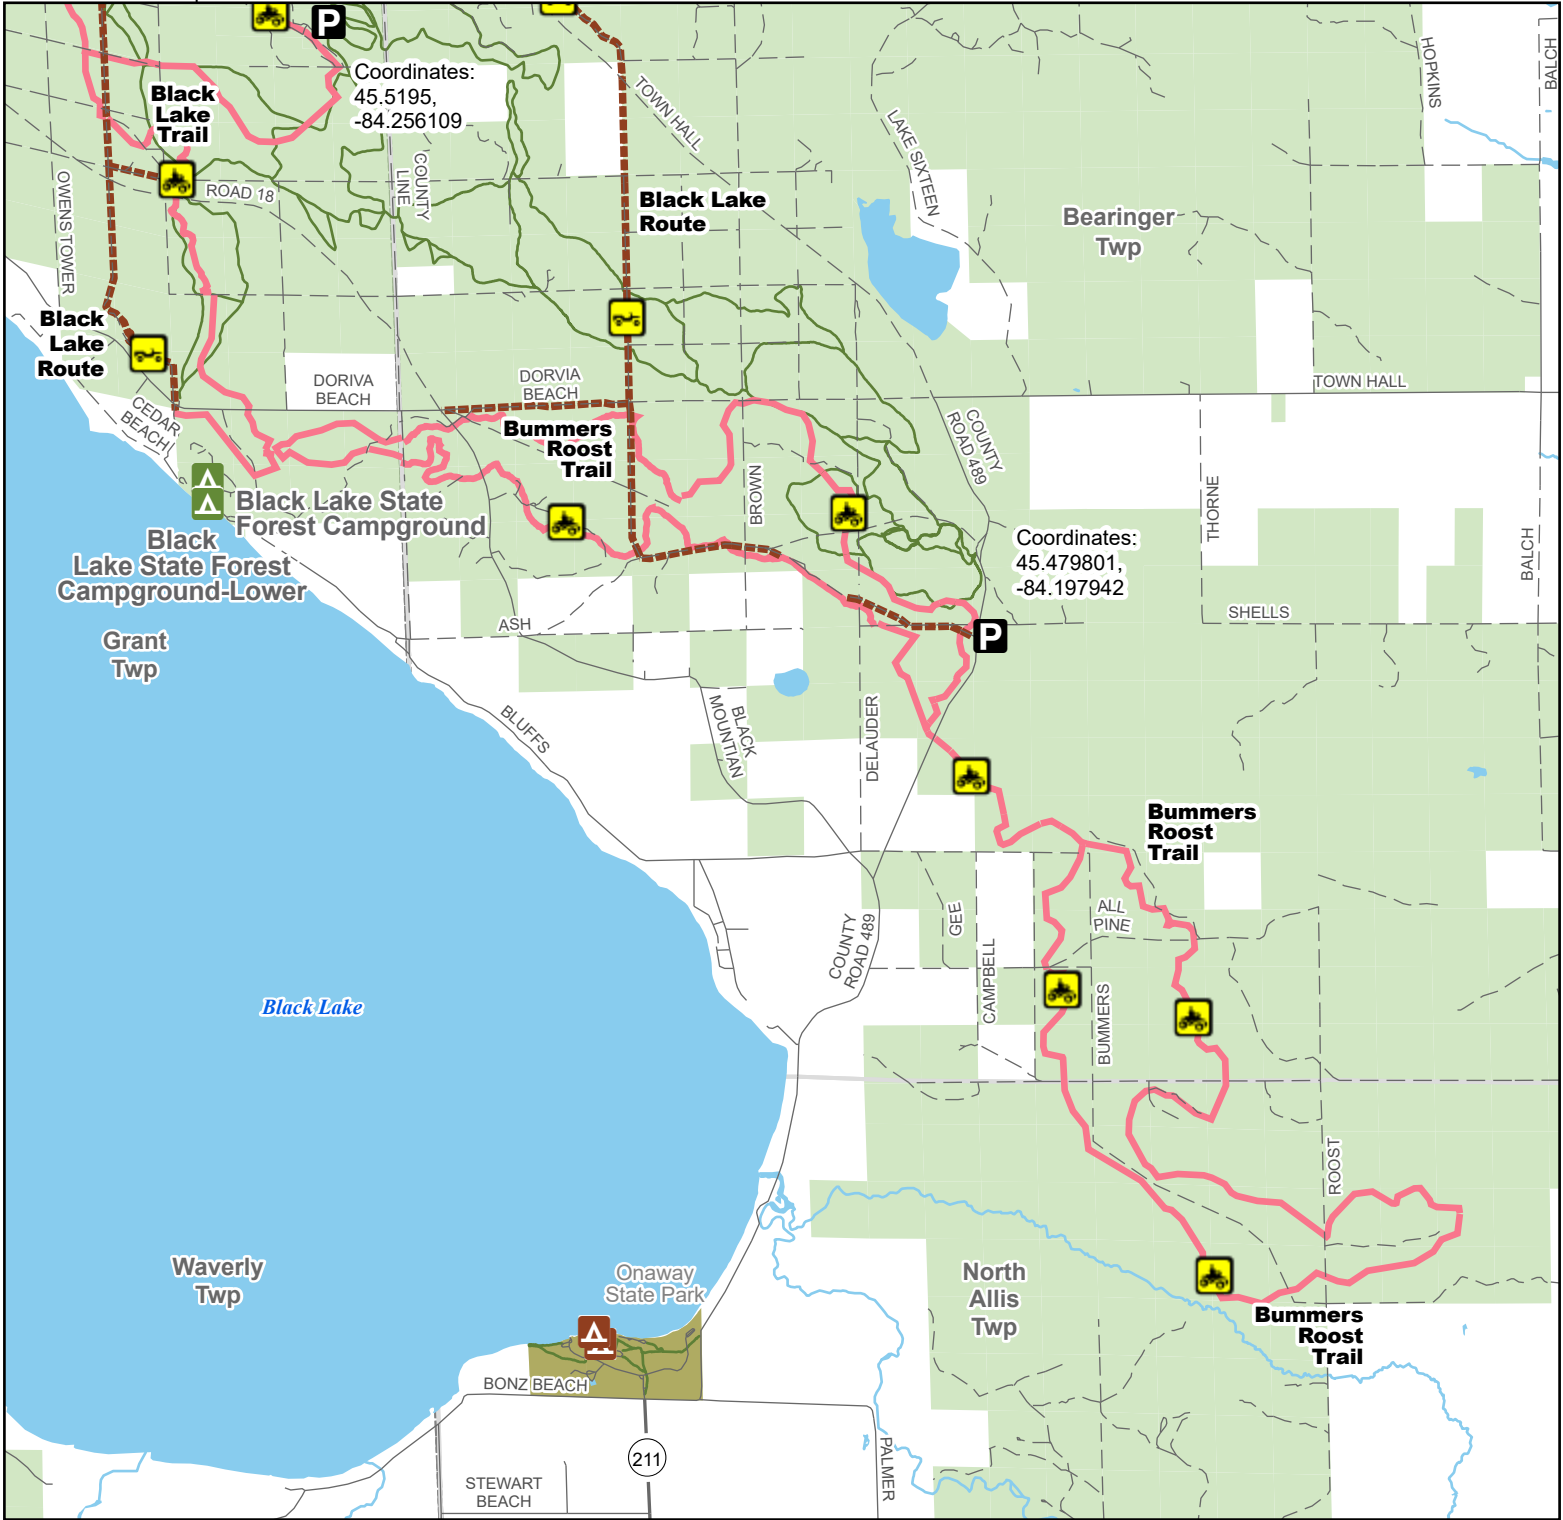 P
Coordinates:
45.5195,
-84.256109
Black
Lake
Trail
TOWN HALL
HOPKINS
BALCH
LAKE SIXTEEN
COUNTY
LINE
OWENS TOWER
ROAD 18
Black Lake
Route
Bearinger
Twp
Black
Lake
Route
DORIVA
BEACH
DORVIA
BEACH
TOWN HALL
CEDAR
BEACH
Bummers
Roost
Trail
COUNTY
ROAD 489
BROWN
THORNE
BALCH
Black Lake State
Forest Campground
Black
Lake State Forest
Campground-Lower
Coordinates:
45.479801,
-84.197942
SHELLS
ASH
P
Grant
Twp
BLUFFS
BLACK
MOUNTIAN
DELAUDER
Bummers
Roost
Trail
GEE
ALL
PINE
COUNTY
ROAD 489
CAMPBELL
BUMMERS
Black Lake
ROOST
Waverly
Twp
Onaway
State Park
North
Allis
Twp
Bummers
Roost
Trail
BONZ BEACH
211
PALMER
STEWART
BEACH